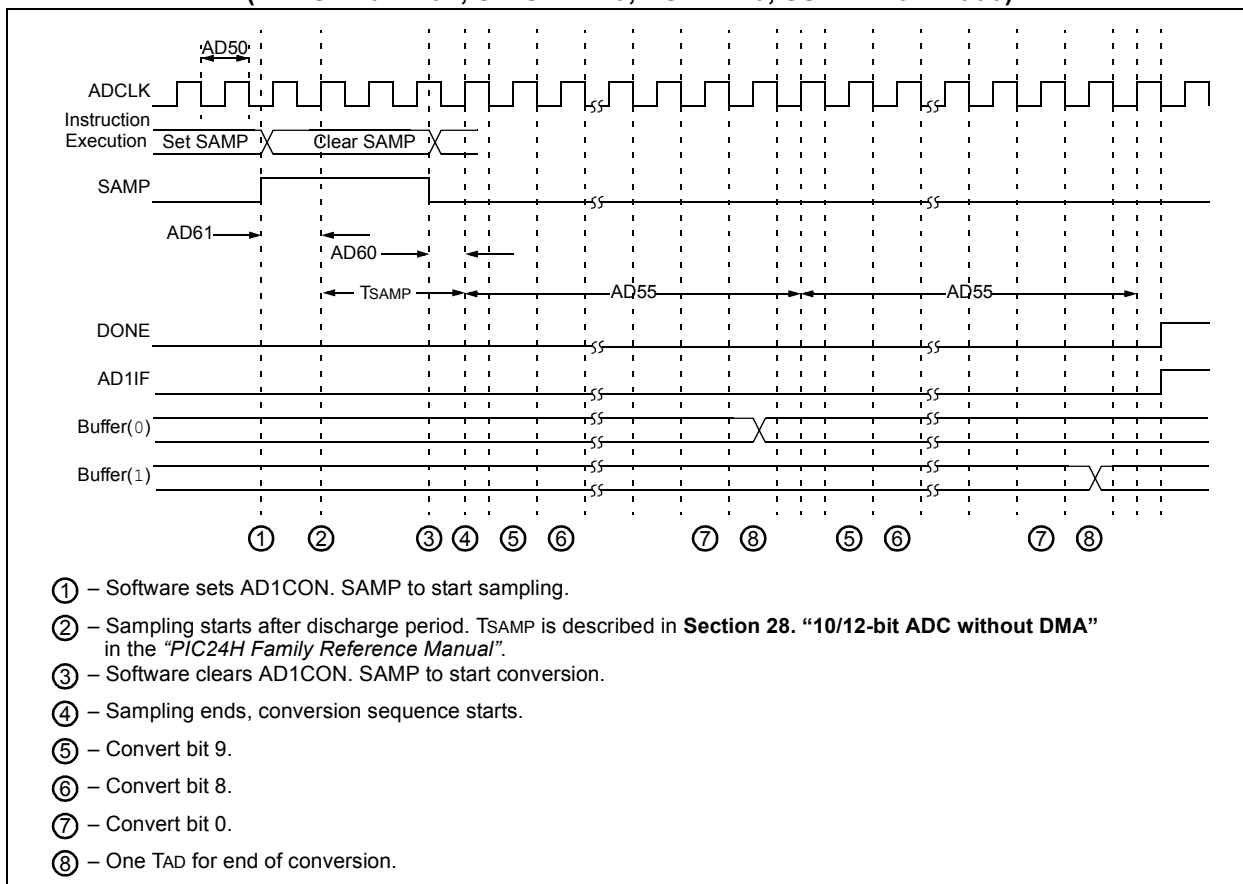 AD50
ADCLK
Instruction
Execution Set SAMP Clear SAMP
SAMP
AD61
AD60
TSAMP AD55 AD55
DONE
AD1IF
Buffer(0)
Buffer(1)
① ② ③ ④ ⑤ ⑥ ⑦ ⑧ ⑤ ⑥ ⑦ ⑧
① – Software sets AD1CON. SAMP to start sampling.
② – Sampling starts after discharge period. TSAMP is described in Section 28. “10/12-bit ADC without DMA”
in the “PIC24H Family Reference Manual”.
③ – Software clears AD1CON. SAMP to start conversion.
④ – Sampling ends, conversion sequence starts.
⑤ – Convert bit 9.
⑥ – Convert bit 8.
⑦ – Convert bit 0.
⑧ – One TAD for end of conversion.